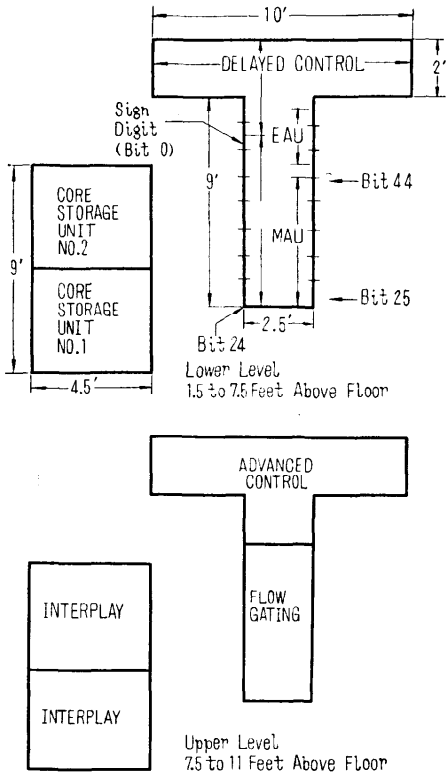 10'
DELAYED CONTROL
2'
Sign
Digit
(Bit 0)
EAU
9'
Bit 44
CORE
STORAGE
UNIT
NO.2
MAU
9'
CORE
STORAGE
UNIT
NO.1
Bit 25
2.5'
Bit 24
4.5'
Lower Level
1.5 to 7.5 Feet Above Floor
ADVANCED
CONTROL
INTERPLAY
FLOW
GATING
INTERPLAY
Upper Level
7.5 to 11 Feet Above Floor